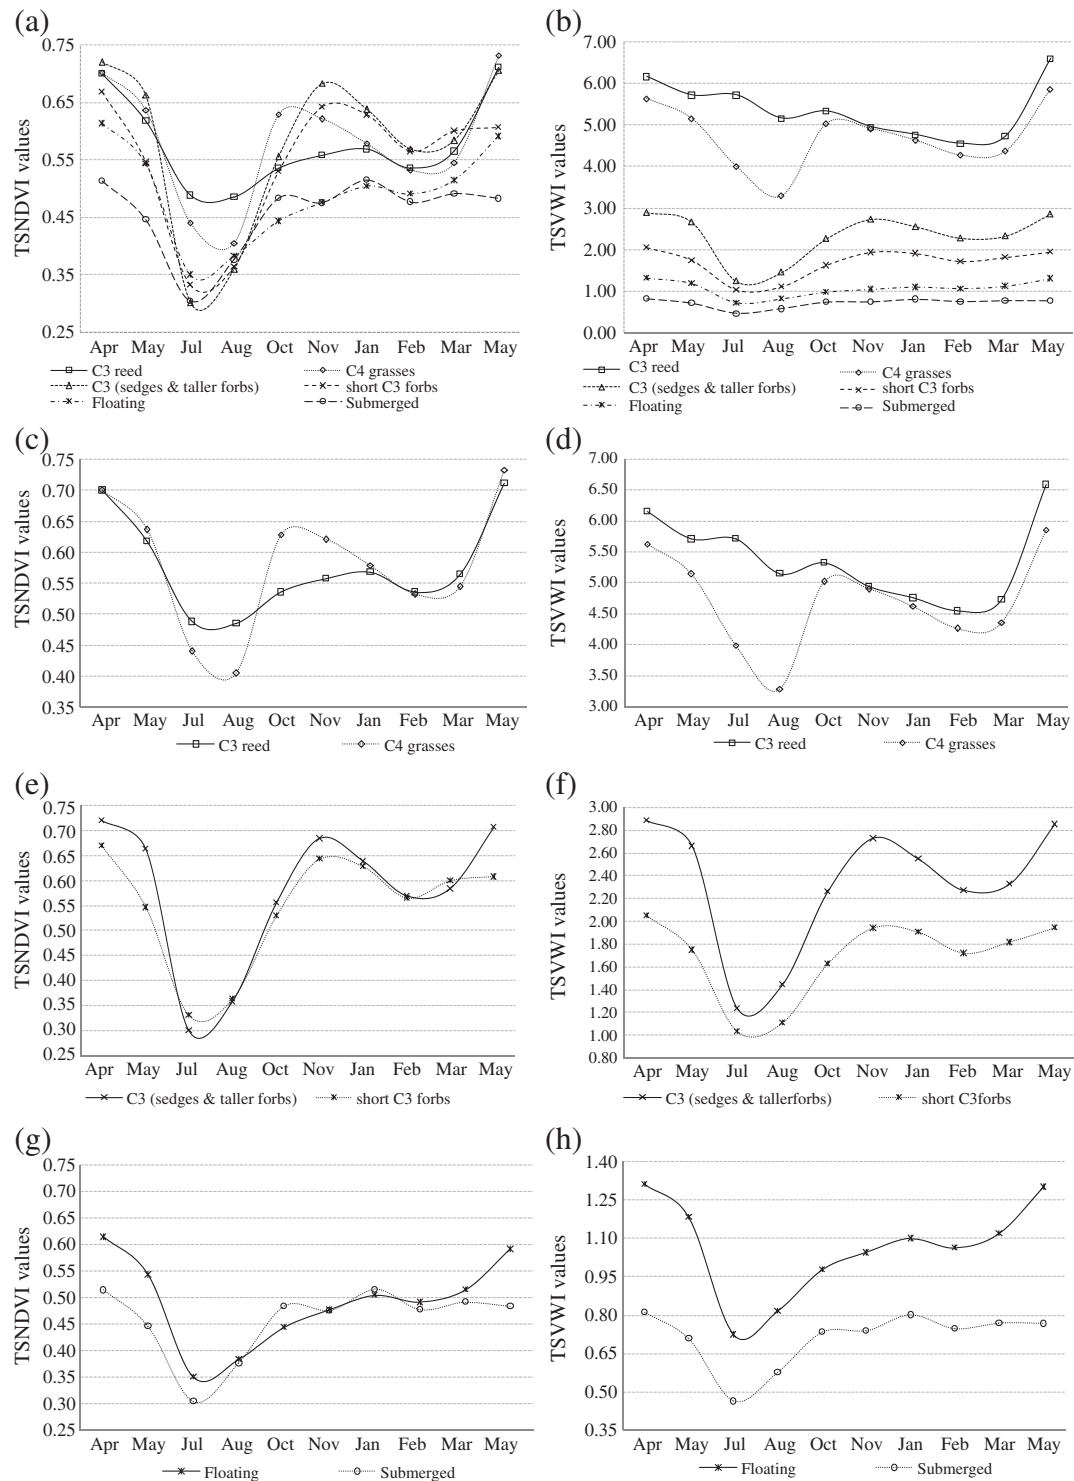 (a)
TSNDVI values
0.75
0.65
0.55
0.45
0.35
0.25
Apr May Jul Aug Oct Nov Jan Feb Mar May
C3 reed C4 grasses
C3 (sedges & taller forbs) short C3 forbs
Floating Submerged
(b)
TSVWI values
7.00
6.00
5.00
4.00
3.00
2.00
1.00
0.00
Apr May Jul Aug Oct Nov Jan Feb Mar May
C3 reed C4 grasses
C3 (sedges & taller forbs) short C3 forbs
Floating Submerged
(c)
TSNDVI values
0.75
0.70
0.65
0.60
0.55
0.50
0.45
0.40
0.35
Apr May Jul Aug Oct Nov Jan Feb Mar May
C3 reed C4 grasses
(d)
TSVWI values
7.00
6.50
6.00
5.50
5.00
4.50
4.00
3.50
3.00
Apr May Jul Aug Oct Nov Jan Feb Mar May
C3 reed C4 grasses
(e)
TSNDVI values
0.75
0.70
0.65
0.60
0.55
0.50
0.45
0.40
0.35
0.30
0.25
Apr May Jul Aug Oct Nov Jan Feb Mar May
C3 (sedges & taller forbs) short C3 forbs
(f)
TSVWI values
3.00
2.80
2.60
2.40
2.20
2.00
1.80
1.60
1.40
1.20
1.00
0.80
Apr May Jul Aug Oct Nov Jan Feb Mar May
C3 (sedges & tallerforbs) short C3forbs
(g)
TSNDVI values
0.75
0.70
0.65
0.60
0.55
0.50
0.45
0.40
0.35
0.30
0.25
Apr May Jul Aug Oct Nov Jan Feb Mar May
Floating Submerged
(h)
TSVWI values
1.40
1.25
1.10
0.95
0.80
0.65
0.50
0.35
Apr May Jul Aug Oct Nov Jan Feb Mar May
Floating Submerged